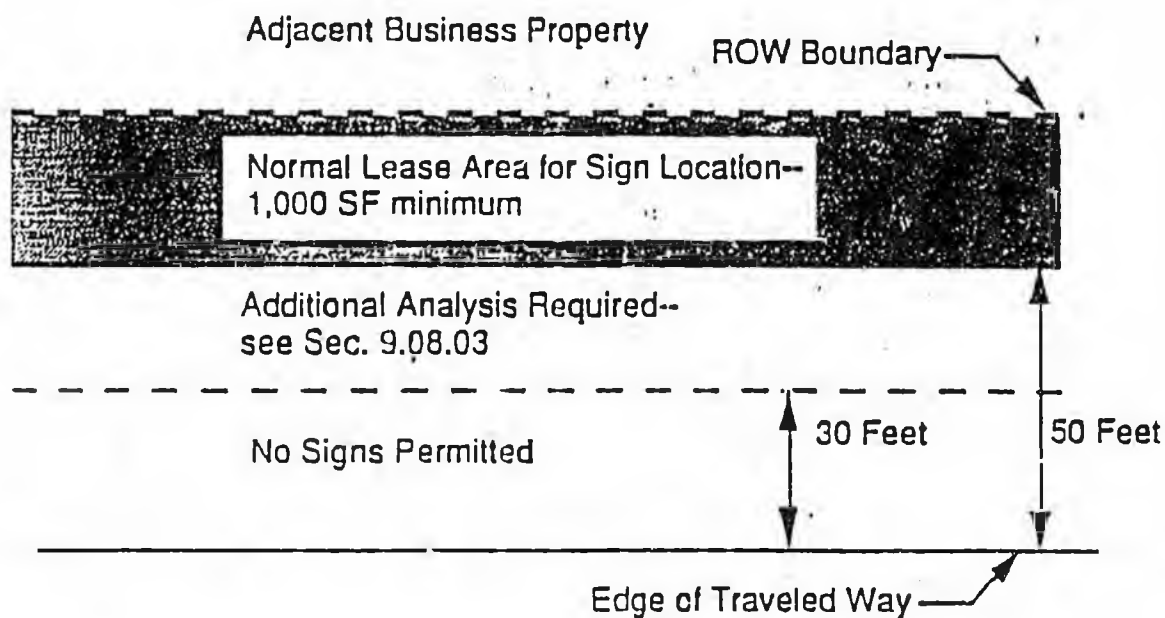 Adjacent Business Property
ROW Boundary
Normal Lease Area for Sign Location--
1,000 SF minimum
Additional Analysis Required--
see Sec. 9.08.03
30 Feet
50 Feet
No Signs Permitted
Edge of Traveled Way